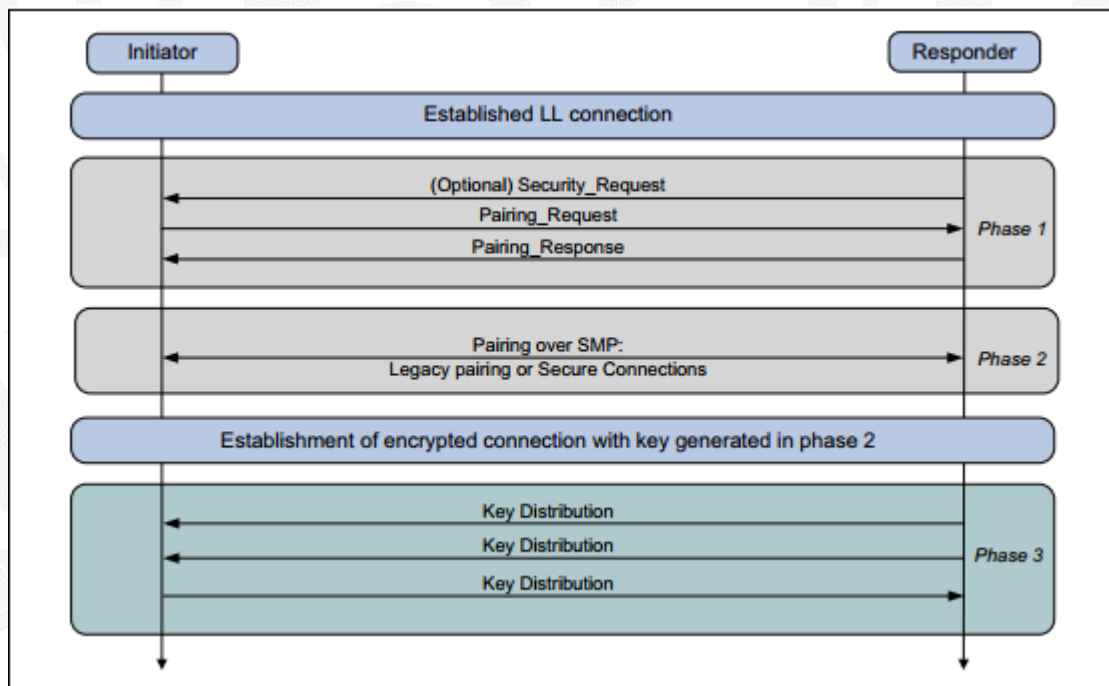 Initiator
Responder
Established LL connection
(Optional) Security_Request
Pairing_Request
Phase 1
Pairing_Response
Pairing over SMP:
Phase 2
Legacy pairing or Secure Connections
Establishment of encrypted connection with key generated in phase 2
Key Distribution
Key Distribution
Phase 3
Key Distribution